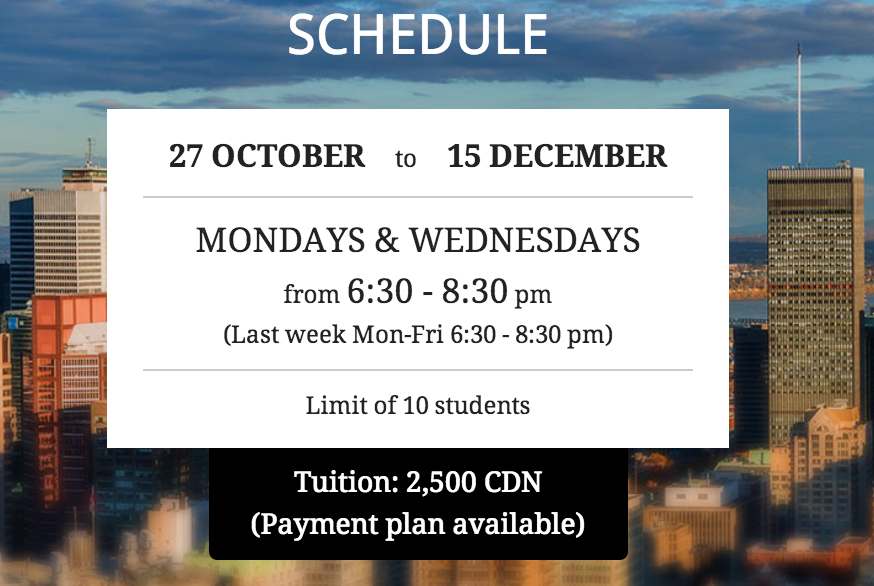 SCHEDULE
27 OCTOBER to 15 DECEMBER
MONDAYS & WEDNESDAYS
from 6:30 - 8:30 pm
(Last week Mon-Fri 6:30 - 8:30 pm)
Limit of 10 students
Tuition: 2,500 CDN
(Payment plan available)